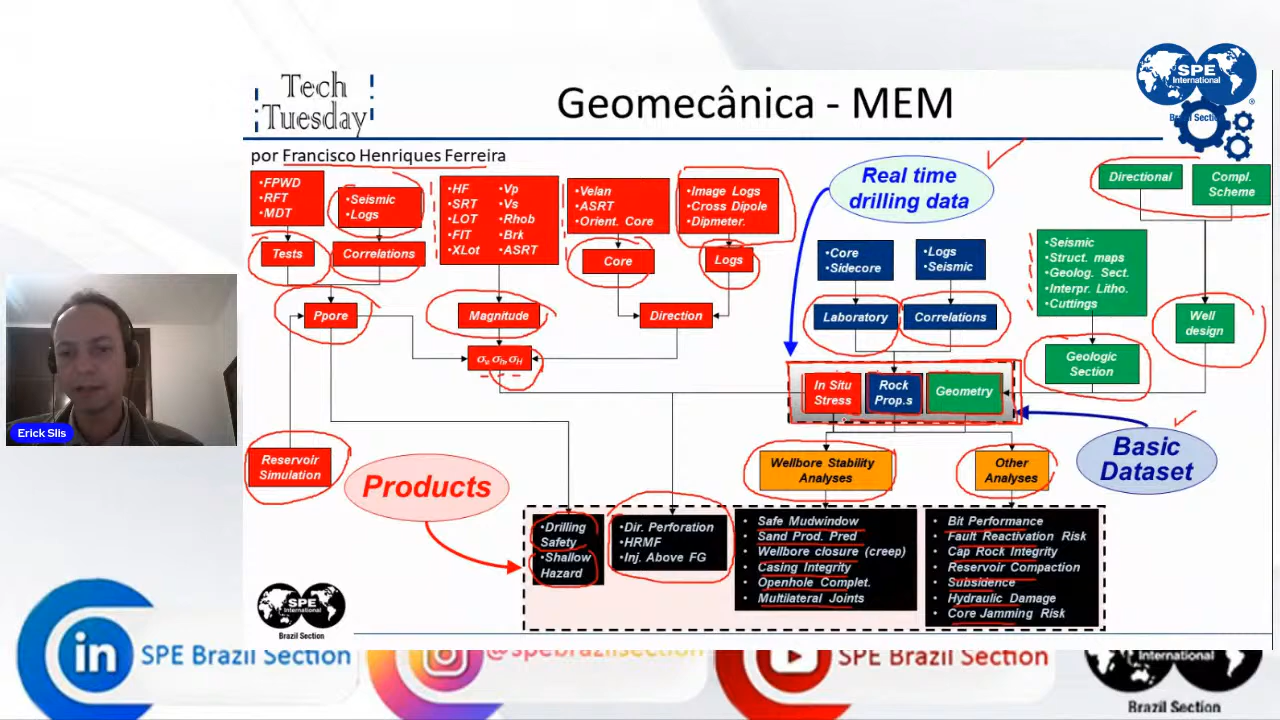 Tech
Tuesday
Geomecânica - MEM
SPE
International
®
Brazil Section
por Francisco Henriques Ferreira
•FPWD
•RFT
•MDT
•Seismic
•Logs
•HF
•SRT
•LOT
•FIT
•XLot
•Vp
•Vs
•Rhob
•Brk
•ASRT
•Velan
•ASRT
•Orient. Core
•Image Logs
•Cross Dipole
•Dipmeter.
Real time
drilling data
Directional
Compl.
Scheme
Tests
Correlations
Core
Logs
•Core
•Sidecore
•Logs
•Seismic
•Seismic
•Struct. maps
•Geolog. Sect.
•Interpr. Litho.
•Cuttings
Ppore
Magnitude
Direction
Laboratory
Correlations
Well
design
σv, σh, σH
Geologic
Section
In Situ
Stress
Rock
Prop.s
Geometry
Erick Slis
Reservoir
Simulation
Products
Wellbore Stability
Analyses
Other
Analyses
Basic
Dataset
•Drilling
Safety
•Shallow
Hazard
•Dir. Perforation
•HRMF
•Inj. Above FG
• Safe Mudwindow
• Sand Prod. Pred
• Wellbore closure (creep)
• Casing Integrity
• Openhole Complet.
• Multilateral Joints
• Bit Performance
• Fault Reactivation Risk
• Cap Rock Integrity
• Reservoir Compaction
• Subsidence
• Hydraulic Damage
• Core Jamming Risk
SPE
International
Brazil Section
in
SPE Brazil Section
@spebrazilsection
SPE Brazil Section
International
Brazil Section